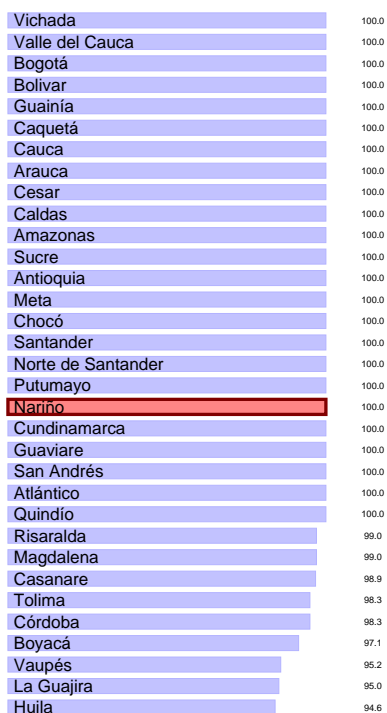 Vichada 100.0
Valle del Cauca 100.0
Bogotá 100.0
Bolivar 100.0
Guainía 100.0
Caquetá 100.0
Cauca 100.0
Arauca 100.0
Cesar 100.0
Caldas 100.0
Amazonas 100.0
Sucre 100.0
Antioquia 100.0
Meta 100.0
Chocó 100.0
Santander 100.0
Norte de Santander 100.0
Putumayo 100.0
Nariño 100.0
Cundinamarca 100.0
Guaviare 100.0
San Andrés 100.0
Atlántico 100.0
Quindío 100.0
Risaralda 99.0
Magdalena 99.0
Casanare 98.9
Tolima 98.3
Córdoba 98.3
Boyacá 97.1
Vaupés 95.2
La Guajira 95.0
Huila 94.6